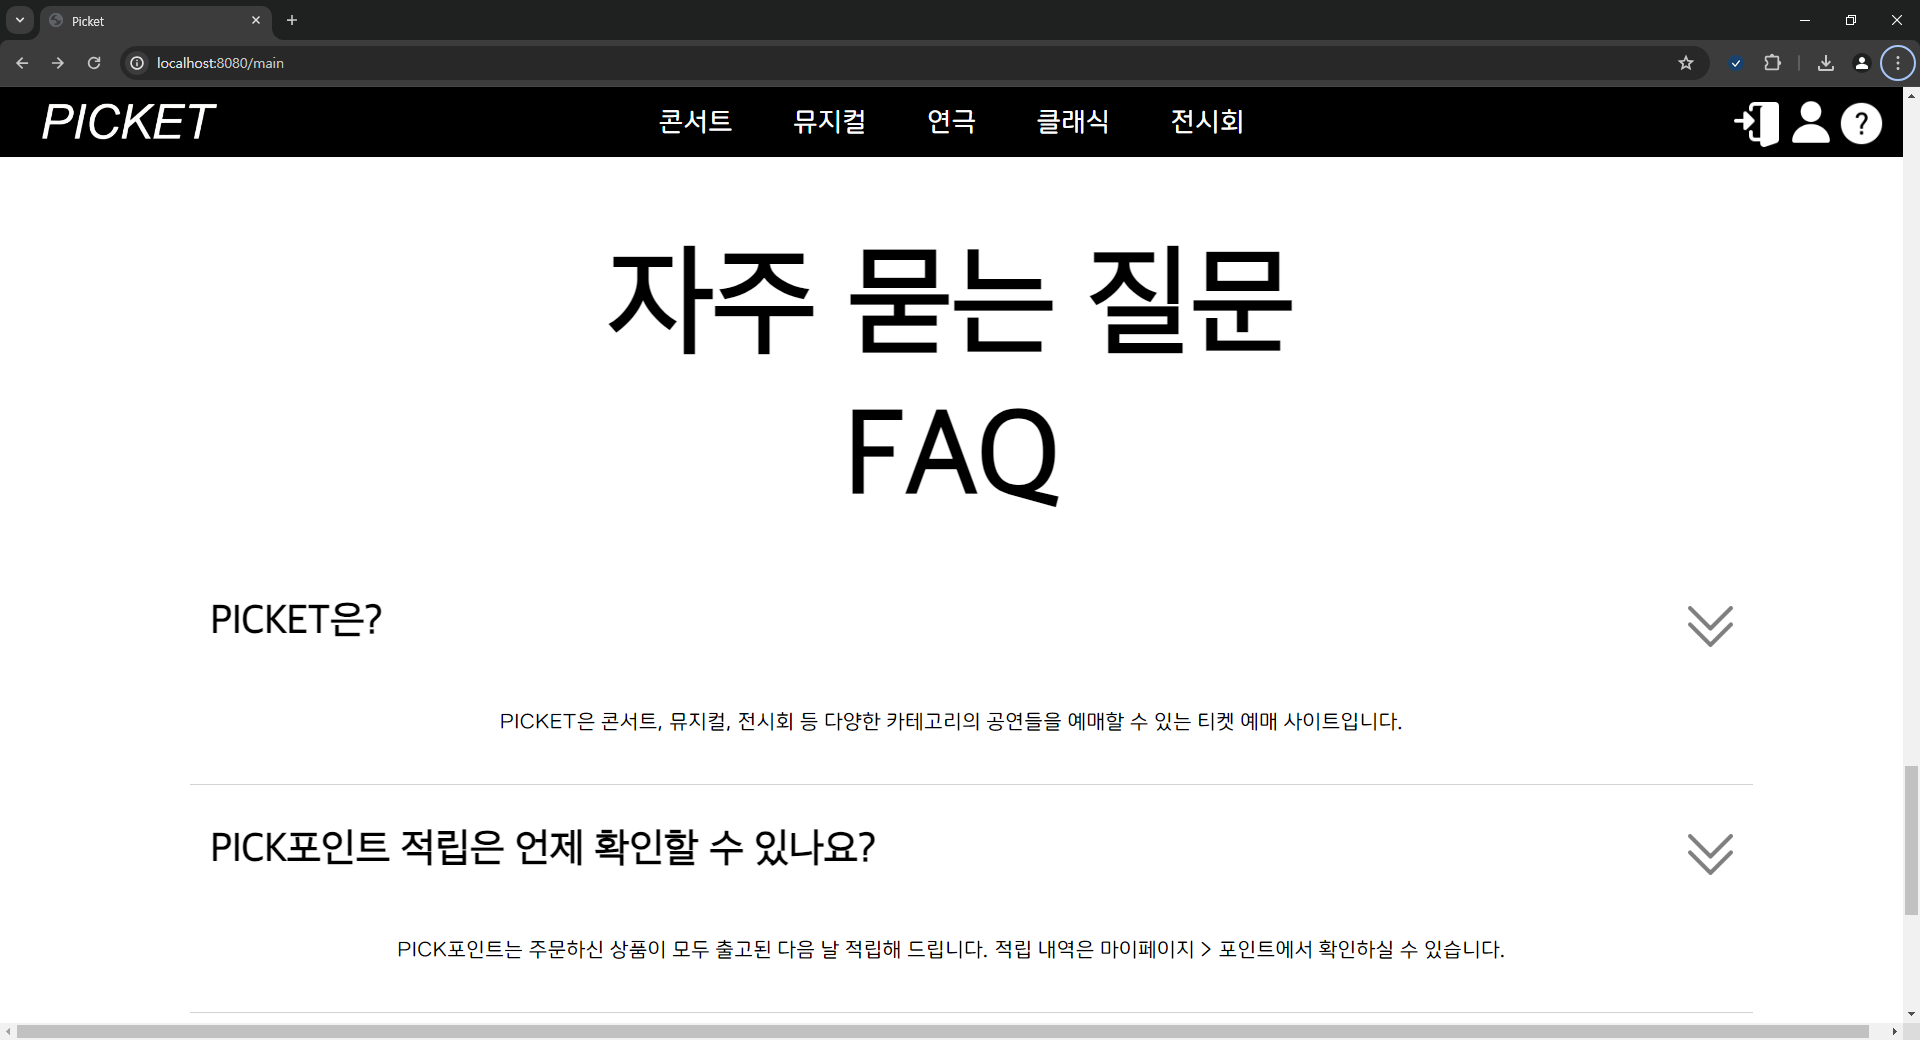 Picket
localhost:8080/main
PICKET
콘서트 뮤지컬 연극 클래식 전시회
?
자주 묻는 질문
FAQ
PICKET은?
PICKET은 콘서트, 뮤지컬, 전시회 등 다양한 카테고리의 공연들을 예매할 수 있는 티켓 예매 사이트입니다.
PICK포인트 적립은 언제 확인할 수 있나요?
PICK포인트는 주문하신 상품이 모두 출고된 다음 날 적립해 드립니다. 적립 내역은 마이페이지 > 포인트에서 확인하실 수 있습니다.